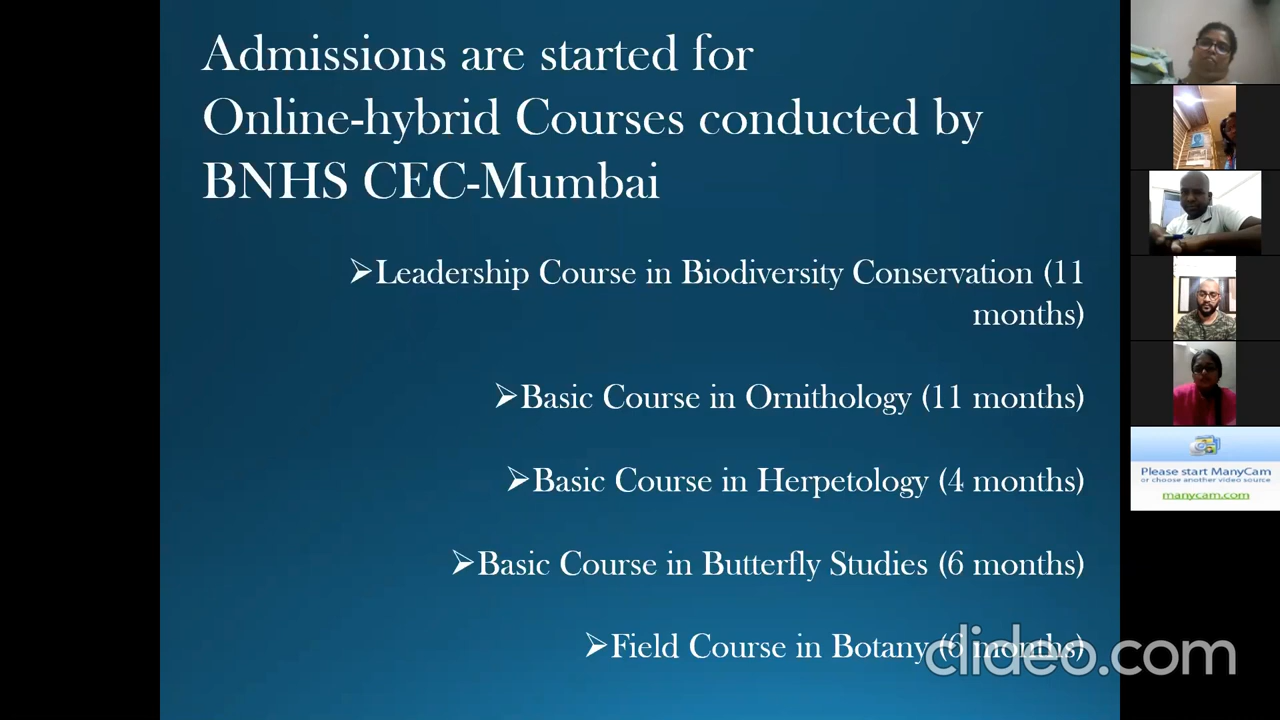 Admissions are started for
Online-hybrid Courses conducted by
BNHS CEC-Mumbai
➢Leadership Course in Biodiversity Conservation (11
months)
➢Basic Course in Ornithology (11 months)
➢Basic Course in Herpetology (4 months)
➢Basic Course in Butterfly Studies (6 months)
➢Field Course in Botany (6 months)
clideo.com
Please start ManyCam
or choose another video source
manycam.com